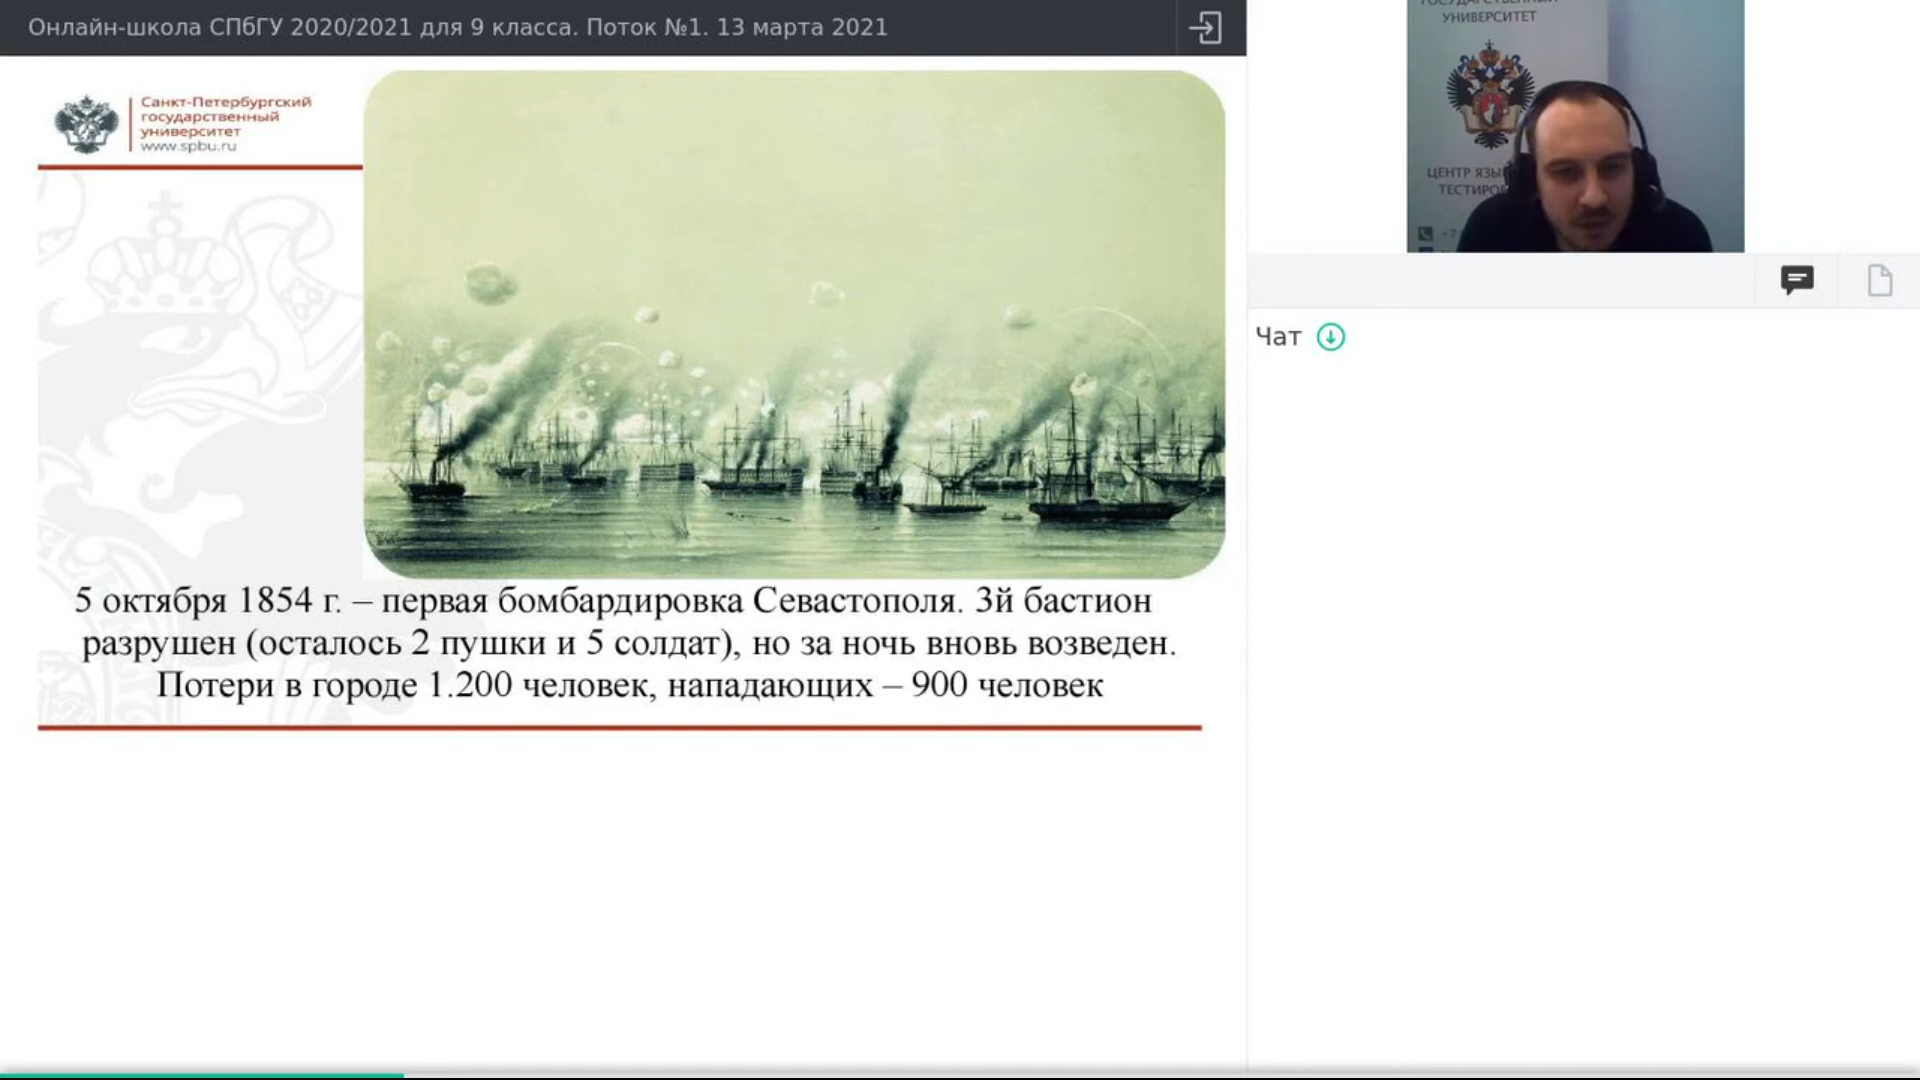 Онлайн-школа СПбГУ 2020/2021 для 9 класса. Поток №1. 13 марта 2021
Санкт-Петербургский
государственный
университет
www.spbu.ru
5 октября 1854 г. – первая бомбардировка Севастополя. 3й бастион
разрушен (осталось 2 пушки и 5 солдат), но за ночь вновь возведен.
Потери в городе 1.200 человек, нападающих – 900 человек
УНИВЕРСИТЕТ
ЦЕНТР
Чат